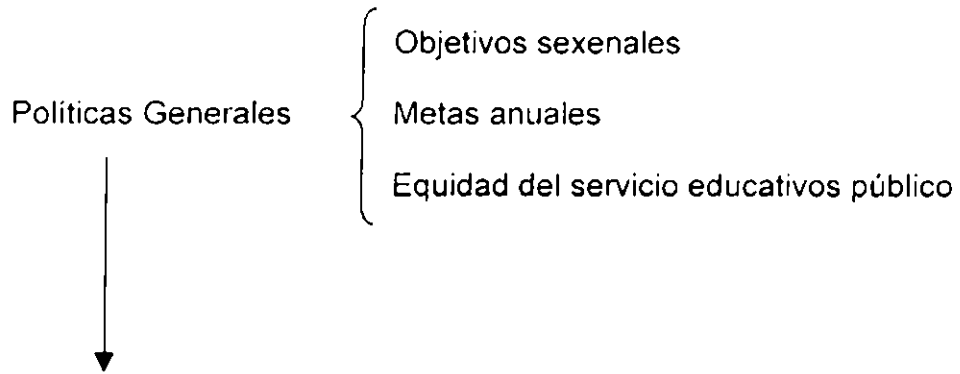 Objetivos sexenales
Políticas Generales
Metas anuales
Equidad del servicio educativos público